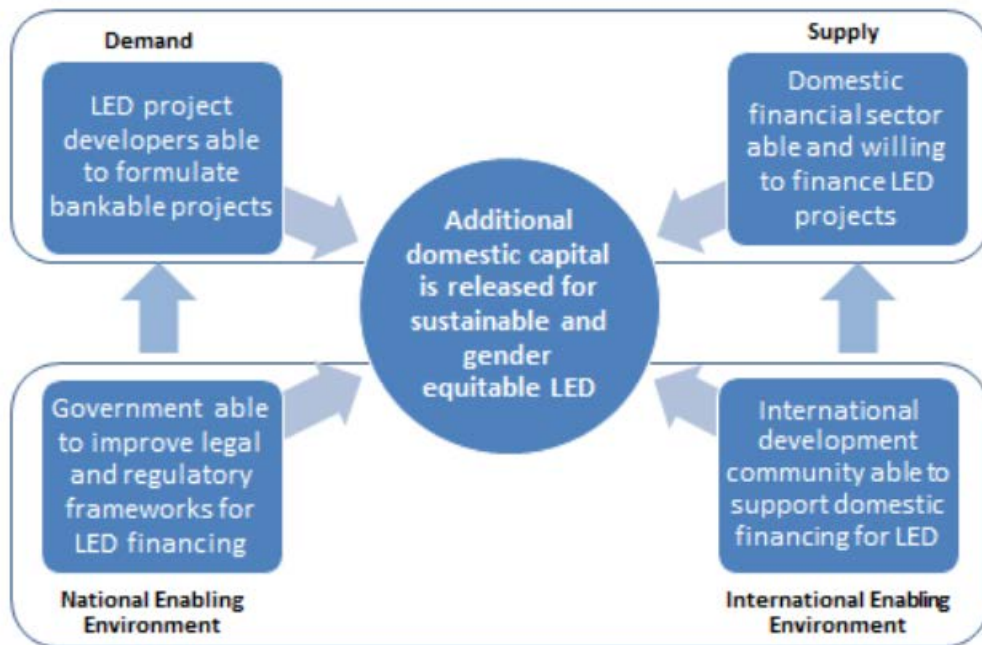 Demand
LED project
developers able
to formulate
bankable projects
Supply
Domestic
financial sector
able and willing
to finance LED
projects
Additional
domestic capital
is released for
sustainable and
gender
equitable LED
Government able
to improve legal
and regulatory
frameworks for
LED financing
National Enabling
Environment
International
development
community able to
support domestic
financing for LED
International Enabling
Environment